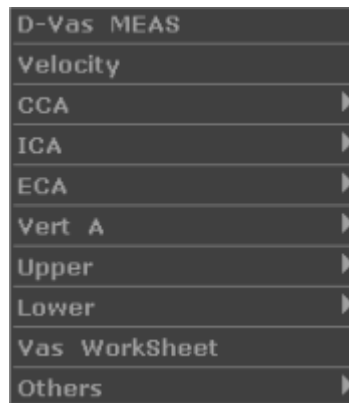 D-Vas MEAS
Velocity
CCA
ICA
ECA
Vert A
Upper
Lower
Vas WorkSheet
Others